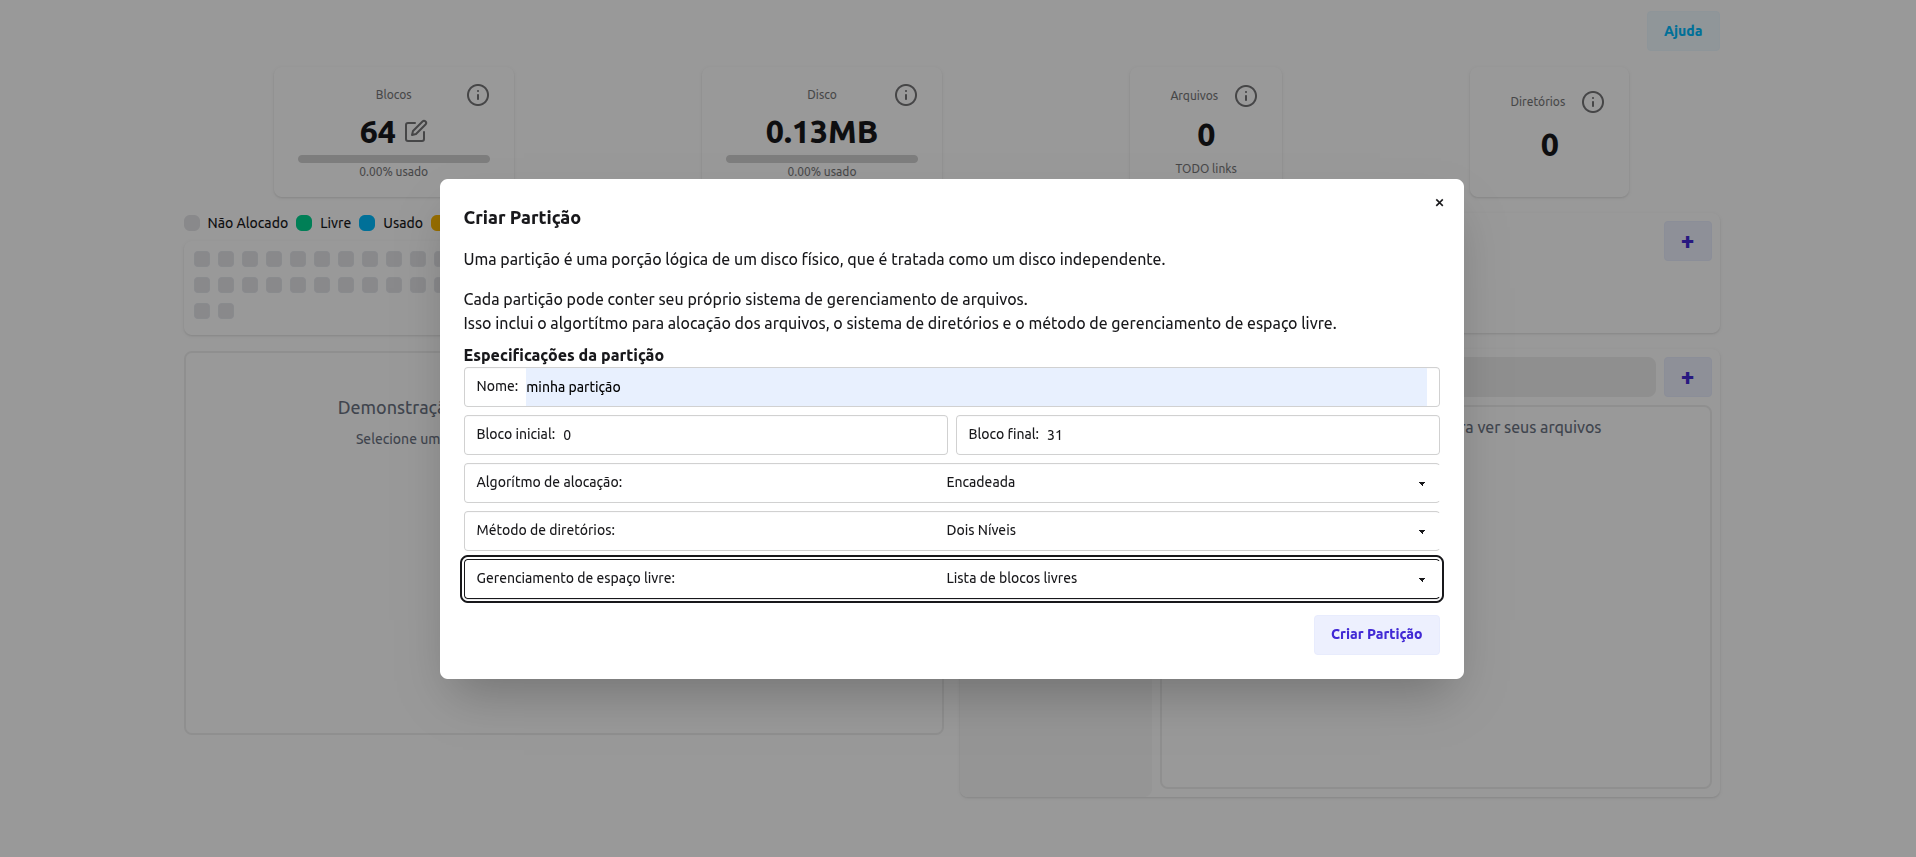 Ajuda
Blocos
64
0.00% usado
Disco
0.13MB
0.00% usado
Arquivos
0
TODO links
Diretórios
0
Não Alocado Livre Usado
+
Criar Partição
×
Uma partição é uma porção lógica de um disco físico, que é tratada como um disco independente.
Cada partição pode conter seu próprio sistema de gerenciamento de arquivos.
Isso inclui o algortítmo para alocação dos arquivos, o sistema de diretórios e o método de gerenciamento de espaço livre.
Especificações da partição
Nome: minha partição
Bloco inicial: 0
Bloco final: 31
Algorítmo de alocação: Encadeada
Método de diretórios: Dois Níveis
Gerenciamento de espaço livre: Lista de blocos livres
Criar Partição
Selecione um
+
ver seus arquivos